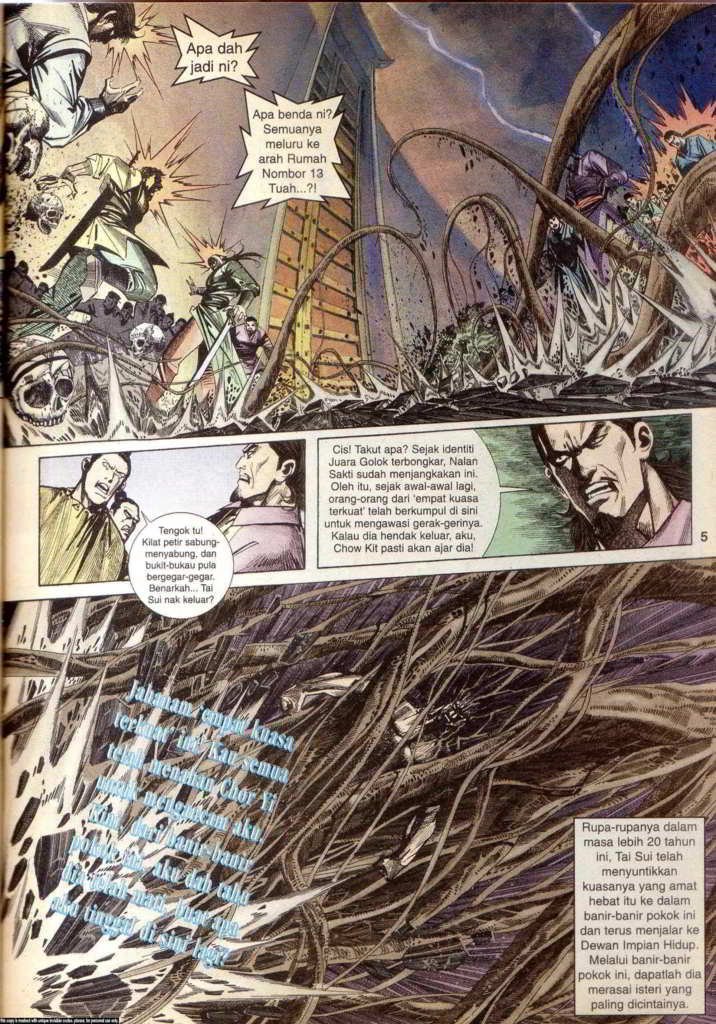 Apa dah
jadi ni?
Apa benda ni?
Semuanya
meluru ke
arah Rumah
Nombor 13
Tuah...?!
Tengok tu!
Kilat petir sabung-
menyabung, dan
bukit-bukau pula
bergegar-gegar.
Benarkah... Tai
Sui nak keluar?
Cis! Takut apa? Sejak identiti
Juara Golok terbongkar, Nalan
Sakti sudah menjangkakan ini.
Oleh itu, sejak awal-awal lagi,
orang-orang dari 'empat kuasa
terkuat' telah berkumpul di sini
untuk mengawasi gerak-gerinya.
Kalau dia hendak keluar, aku,
Chow Kit pasti akan ajar dia!
5
Jahanam 'empat kuasa
terkuat' ini! Kau semua
telah menahan Chor Yi
untuk mengugut aku.
Kini, dari banir-banir
pokok ini, aku dah tahu
dia telah mati, buat apa
aku tinggal di sini lagi?
Rupa-rupanya dalam
masa lebih 20 tahun
ini, Tai Sui telah
menyuntikkan
kuasanya yang amat
hebat itu ke dalam
banir-banir pokok ini
dan terus menjalar ke
Dewan Impian Hidup.
Melalui banir-banir
pokok ini, dapatlah dia
merasai isteri yang
paling dicintainya.